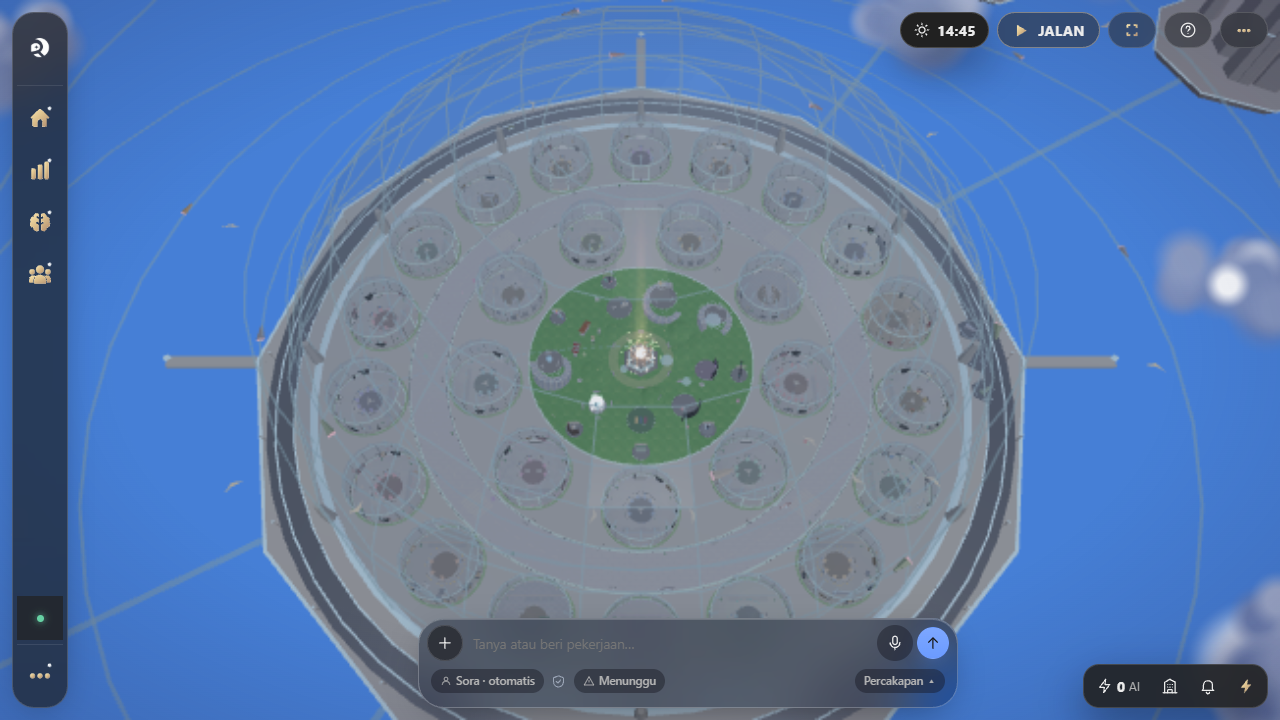 14:45
JALAN
Tanya atau beri pekerjaan...
Sora · otomatis
Menunggu
Percakapan
0 AI